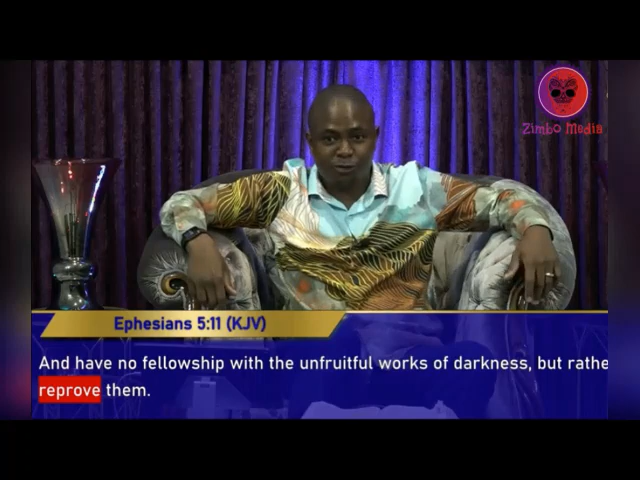 Zimbo Media
Ephesians 5:11 (KJV)
And have no fellowship with the unfruitful works of darkness, but rathe
reprove them.